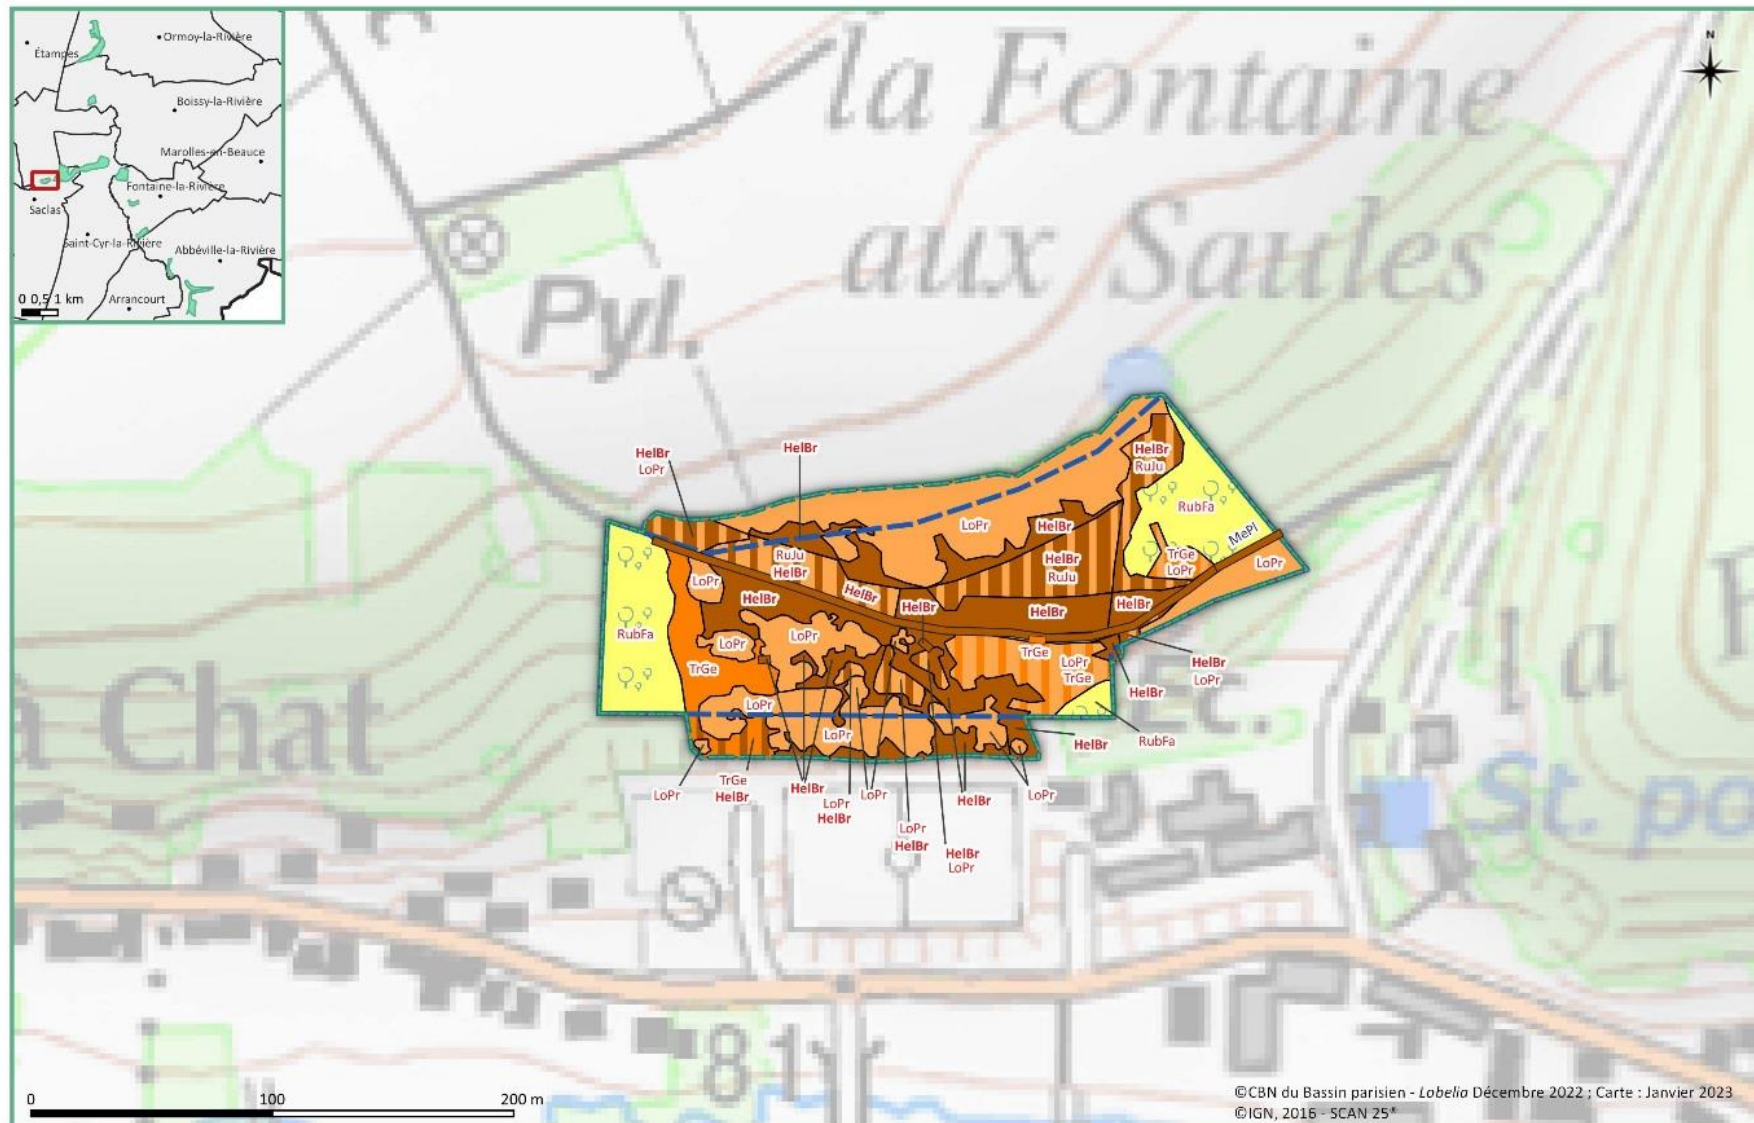 Ormoy-la-Rivière
Étampes
Boissy-la-Rivière
Marolles-en-Beauce
Fontaine-la-Rivière
Saclas
Saint-Cyr-la-Rivière
Abbéville-la-Rivière
Arrancourt
0 0,5 1 km
N
la Fontaine
aux Saules
Pyl.
HelBr
HelBr
LoPr
HelBr
RuJu
RubFa
LoPr
HelBr
MePl
RuJu
HelBr
HelBr
RuJu
TrGe
LoPr
LoPr
LoPr
HelBr
HelBr
HelBr
HelBr
HelBr
RubFa
LoPr
LoPr
TrGe
LoPr
TrGe
HelBr
LoPr
TrGe
HelBr
LoPr
LoPr
HelBr
RubFa
à Chat
Et.
la
LoPr
TrGe
HelBr
HelBr
LoPr
HelBr
LoPr
HelBr
LoPr
LoPr
HelBr
HelBr
LoPr
St. po
81
0
100
200 m
©CBN du Bassin parisien - Lobelia Décembre 2022 ; Carte : Janvier 2023
©IGN, 2016 - SCAN 25®